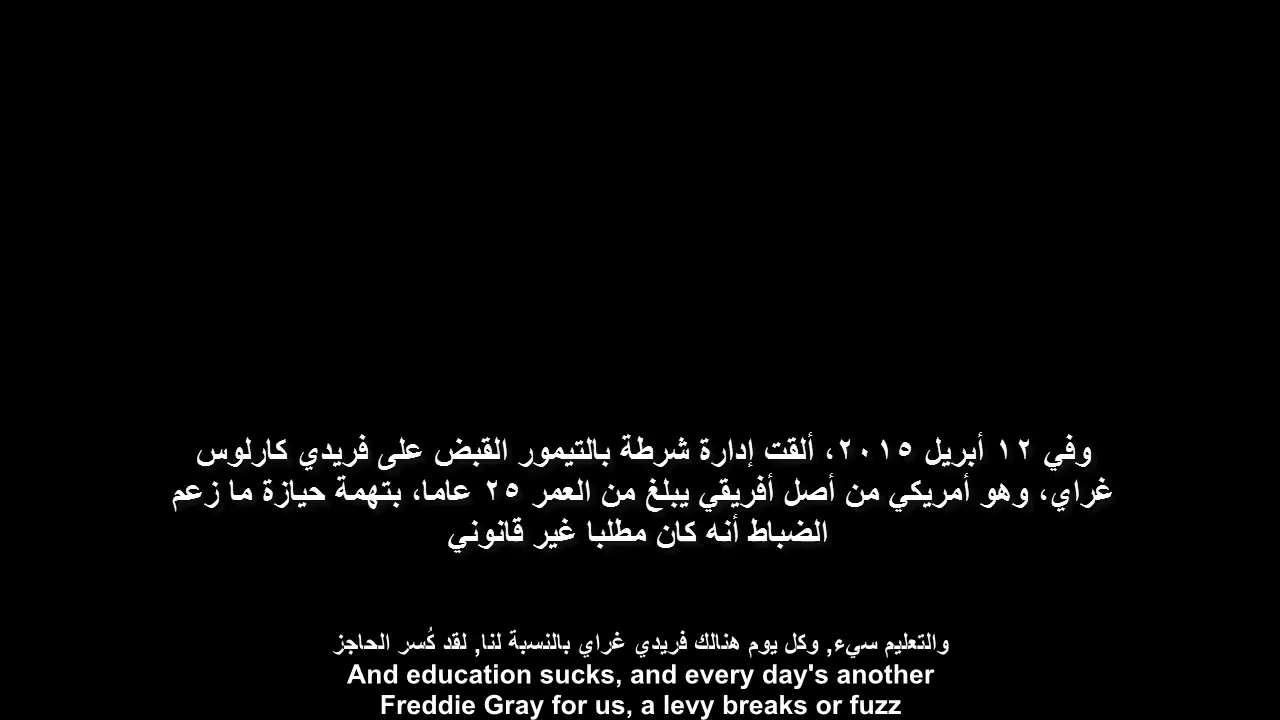 وفي ١٢ أبريل ٢٠١٥، ألقت إدارة شرطة بالتيمور القبض على فريدي كارلوس
غراي، وهو أمريكي من أصل أفريقي يبلغ من العمر ٢٥ عاما، بتهمة حيازة ما زعم
الضباط أنه كان مطلبا غير قانوني
والتعليم سيء, وكل يوم هنالك فريدي غراي بالنسبة لنا, لقد كُسر الحاجز
And education sucks, and every day's another
Freddie Gray for us, a levy breaks or fuzz